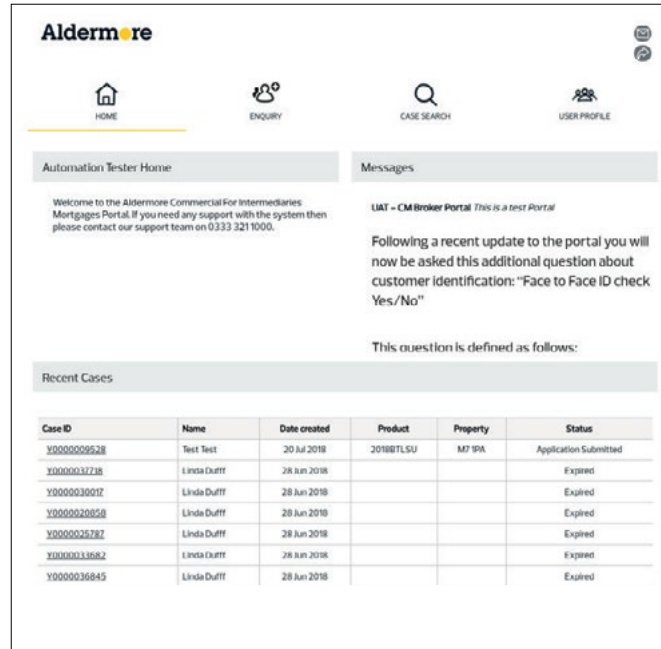 Aldermore
HOME
ENQUIRY
CASE SEARCH
USER PROFILE
Automation Tester Home
Welcome to the Aldermore Commercial For Intermediaries
Mortgages Portal. If you need any support with the system then
please contact our support team on 0333 321 1000.
Messages
UAT - CM Broker Portal This is a test Portal
Following a recent update to the portal you will
now be asked this additional question about
customer identification: "Face to Face ID check
Yes/No"
This question is defined as follows:
Recent Cases
Case ID Name Date created Product Property Status
Y0000009528 Test Test 20 Jul 2018 2018BTLSU M7 1PA Application Submitted
Y0000037718 Linda Dufff 28 Jun 2018 Expired
Y0000030017 Linda Dufff 28 Jun 2018 Expired
Y0000020058 Linda Dufff 28 Jun 2018 Expired
Y0000025787 Linda Dufff 28 Jun 2018 Expired
Y0000033682 Linda Dufff 28 Jun 2018 Expired
Y0000036845 Linda Dufff 28 Jun 2018 Expired